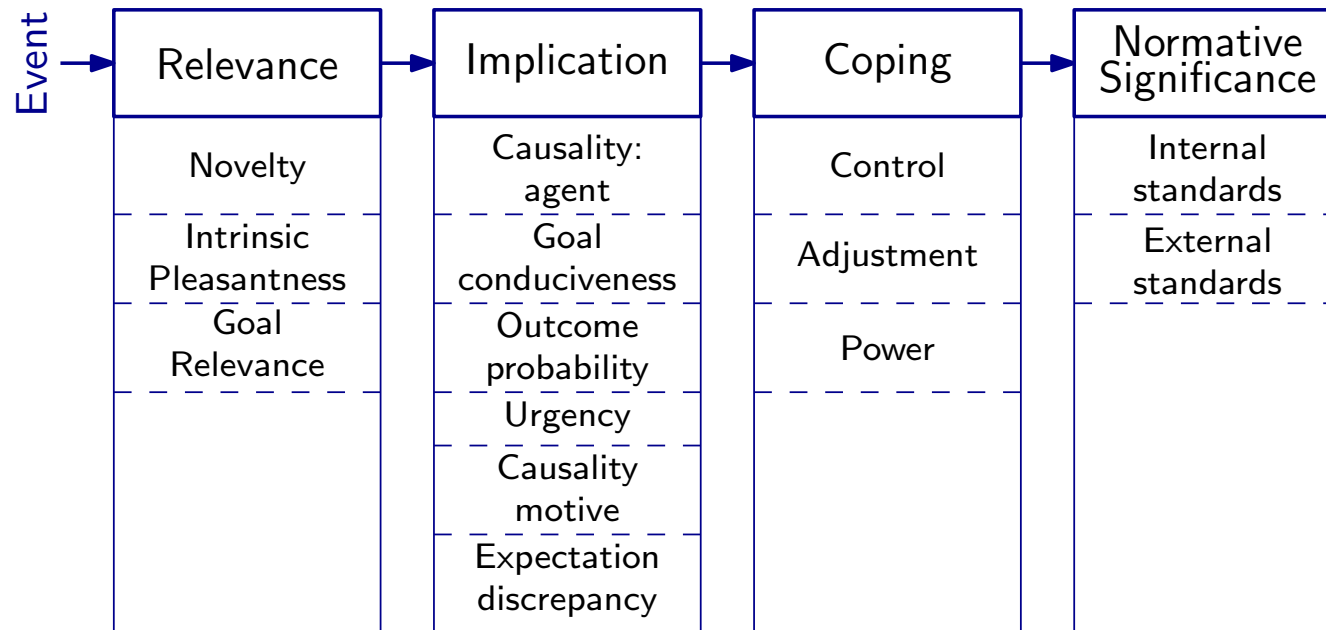 Event
Relevance
Implication
Coping
Normative
Significance
Novelty
Intrinsic
Pleasantness
Goal
Relevance
Causality:
agent
Goal
conduciveness
Outcome
probability
Urgency
Causality
motive
Expectation
discrepancy
Control
Adjustment
Power
Internal
standards
External
standards